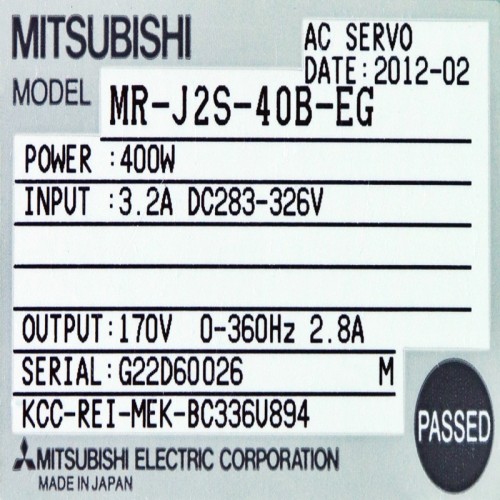 MITSUBISHI
AC SERVO
DATE:2012-02
MODEL MR-J2S-40B-EG
POWER :400W
INPUT :3.2A DC283-326V
OUTPUT:170V 0-360Hz 2.8A
SERIAL:G22D60026 M
KCC-REI-MEK-BC336U894
PASSED
MITSUBISHI ELECTRIC CORPORATION
MADE IN JAPAN